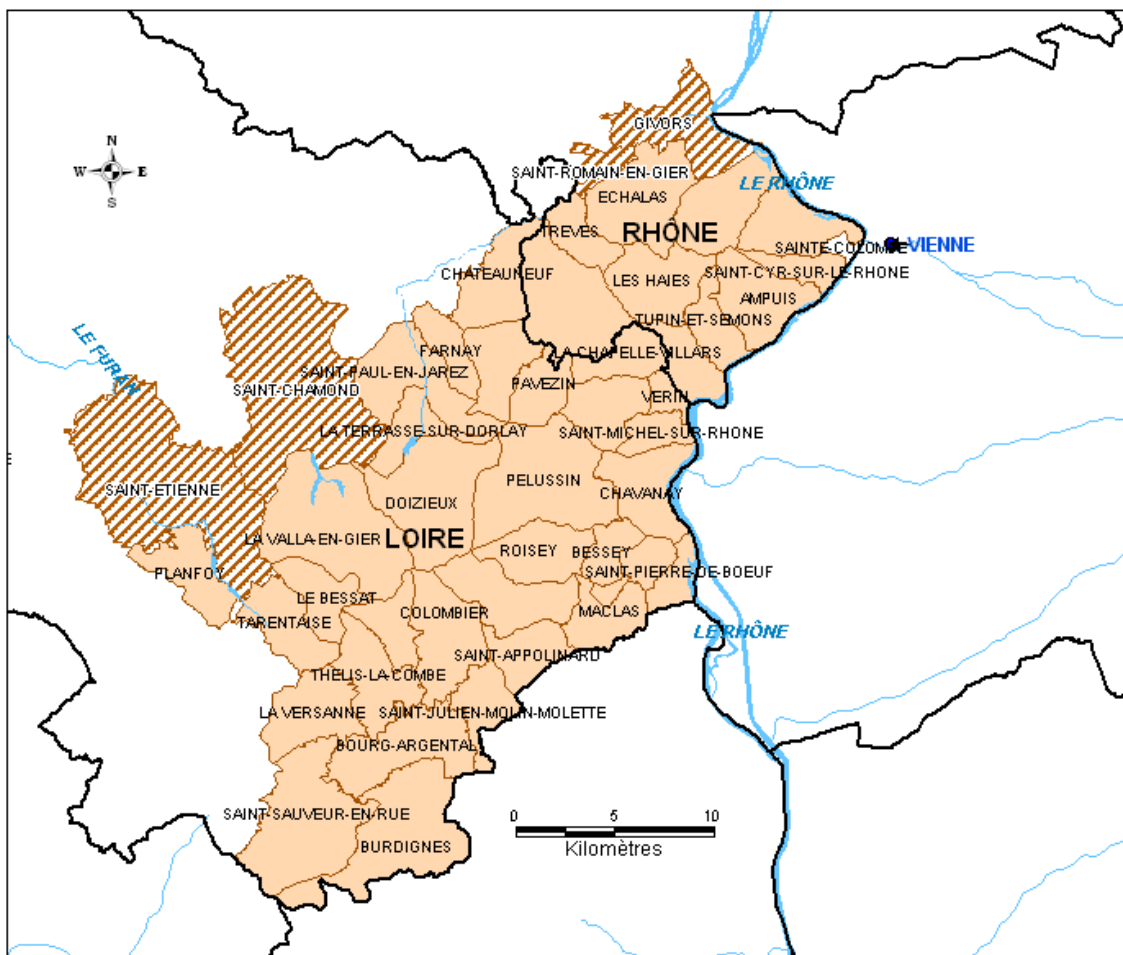 GIVORS
N
W
E
S
SAINT-ROMAIN-EN-GIER
LE RHÔNE
ECHALAS
TREVES
RHÔNE
SAINTE-COLOMBE
VIENNE
CHATEAUNEUF
LES HAIES
SAINT-CYR-SUR-LE-RHONE
AMPUIS
TUPIN-ET-SEMONS
LE FURAN
FARNAY
LA CHAPELLE-VILLARS
SAINT-PAUL-EN-JAREZ
PAVEZIN
SAINT-CHAMOND
VERIN
LA TERRASSE-SUR-DORLAY
SAINT-MICHEL-SUR-RHONE
PELUSSIN
SAINT-ETIENNE
DOIZIEUX
CHAVANAY
LA VALLA-EN-GIER
LOIRE
ROISEY
BESSEY
PLANFOY
SAINT-PIERRE-DE-BOEUF
LE BESSAT
COLOMBIER
MACLAS
TARENTAISE
LE RHÔNE
SAINT-APPOLINARD
THELIS-LA-COMBE
LA VERSANNE
SAINT-JULIEN-MOLIN-MOLETTE
BOURG-ARGENTAL
SAINT-SAUVEUR-EN-RUE
0 5 10
Kilomètres
BURDIGNES